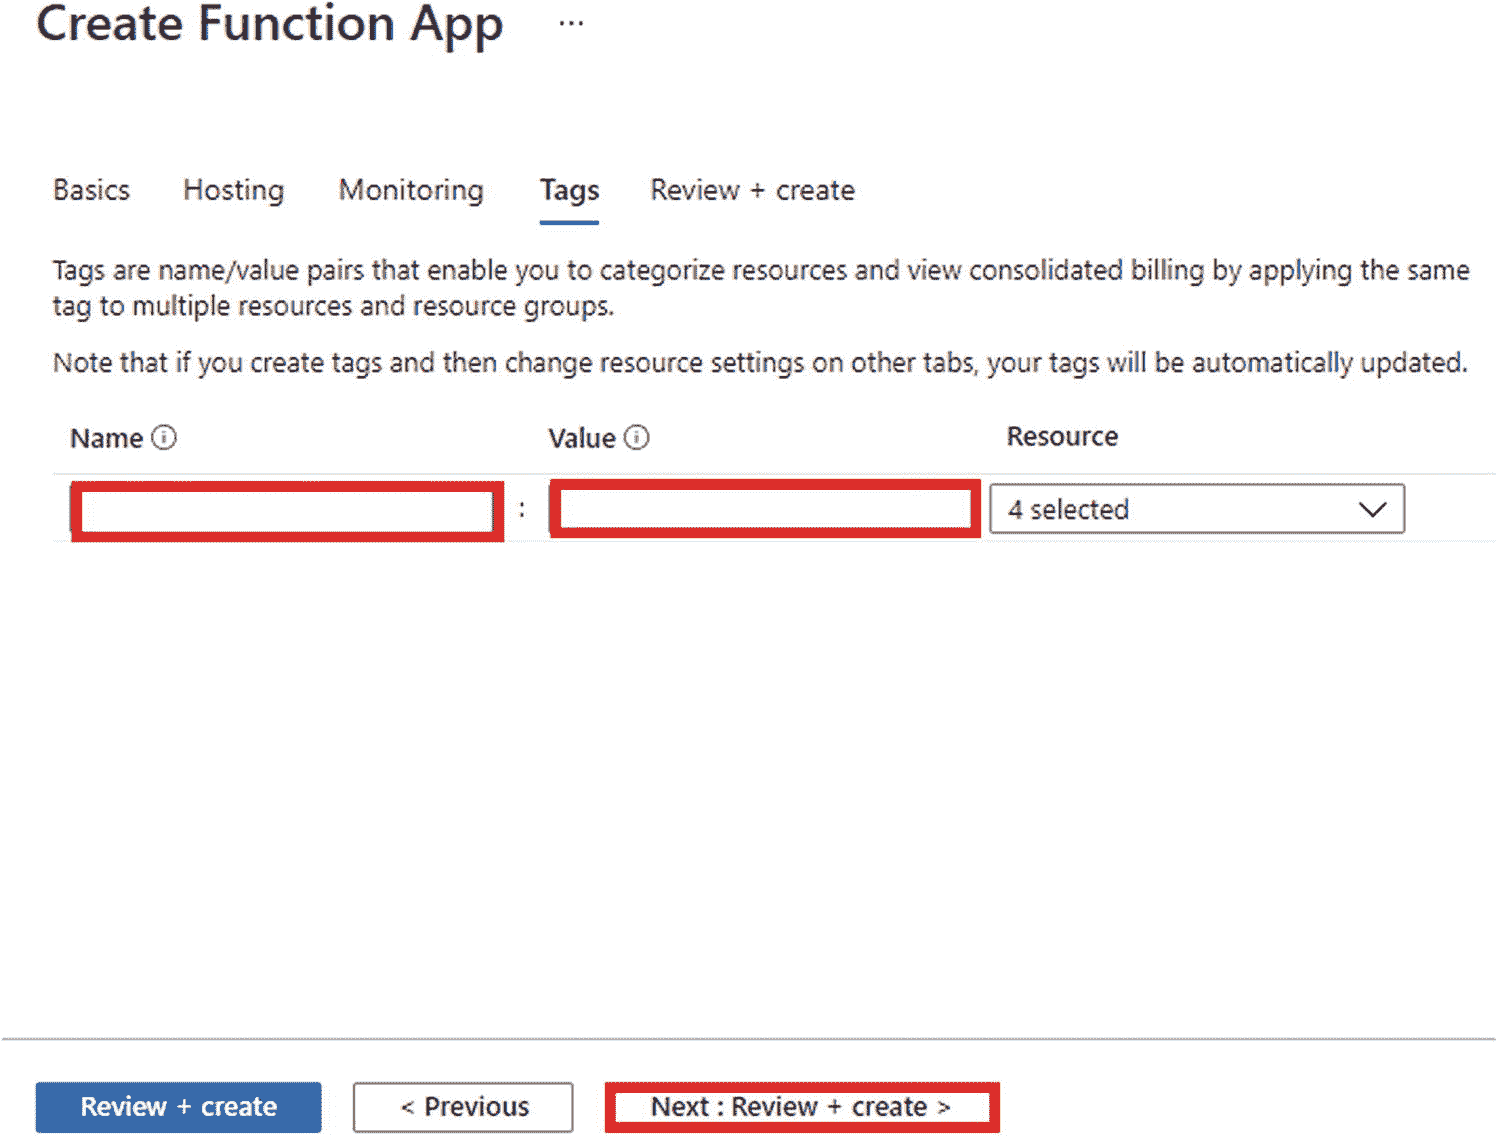 Create Function App ...
Basics Hosting Monitoring Tags Review + create
Tags are name/value pairs that enable you to categorize resources and view consolidated billing by applying the same
tag to multiple resources and resource groups.
Note that if you create tags and then change resource settings on other tabs, your tags will be automatically updated.
Name Value Resource
: 4 selected
Review + create < Previous Next : Review + create >